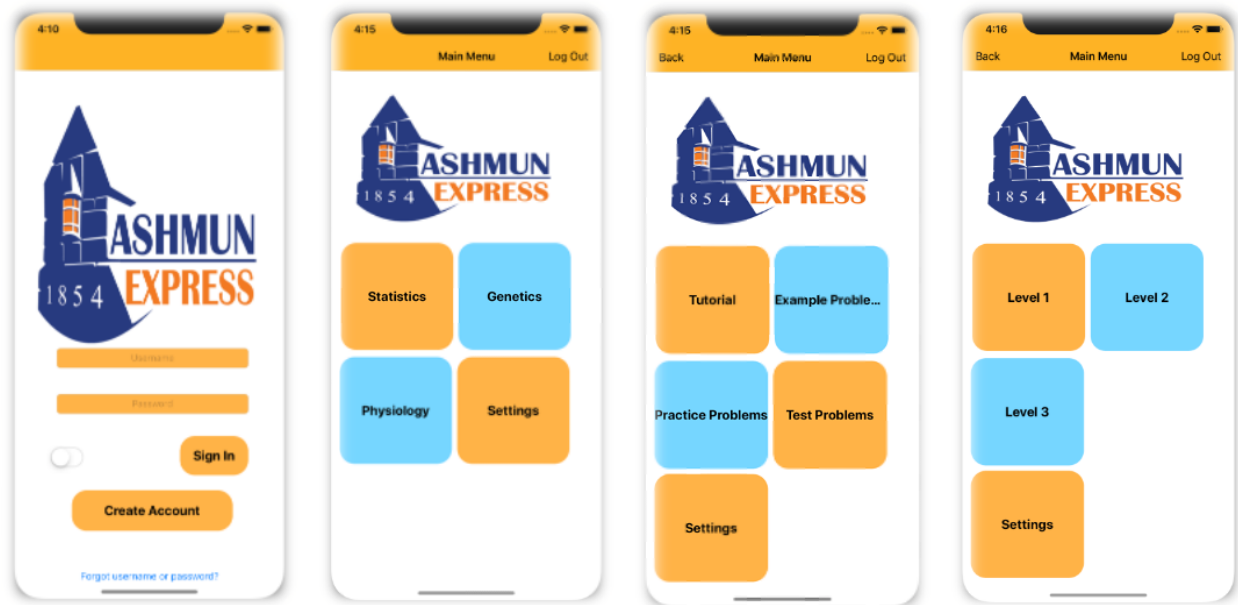 4:10
1854
ASHMUN
EXPRESS
Username
Password
Sign In
Create Account
Forgot username or password?
4:15
Main Menu Log Out
1854
ASHMUN
EXPRESS
Statistics Genetics
Physiology Settings
4:15
Back Main Menu Log Out
1854
ASHMUN
EXPRESS
Tutorial Example Proble...
Practice Problems Test Problems
Settings
4:16
Back Main Menu Log Out
1854
ASHMUN
EXPRESS
Level 1 Level 2
Level 3
Settings